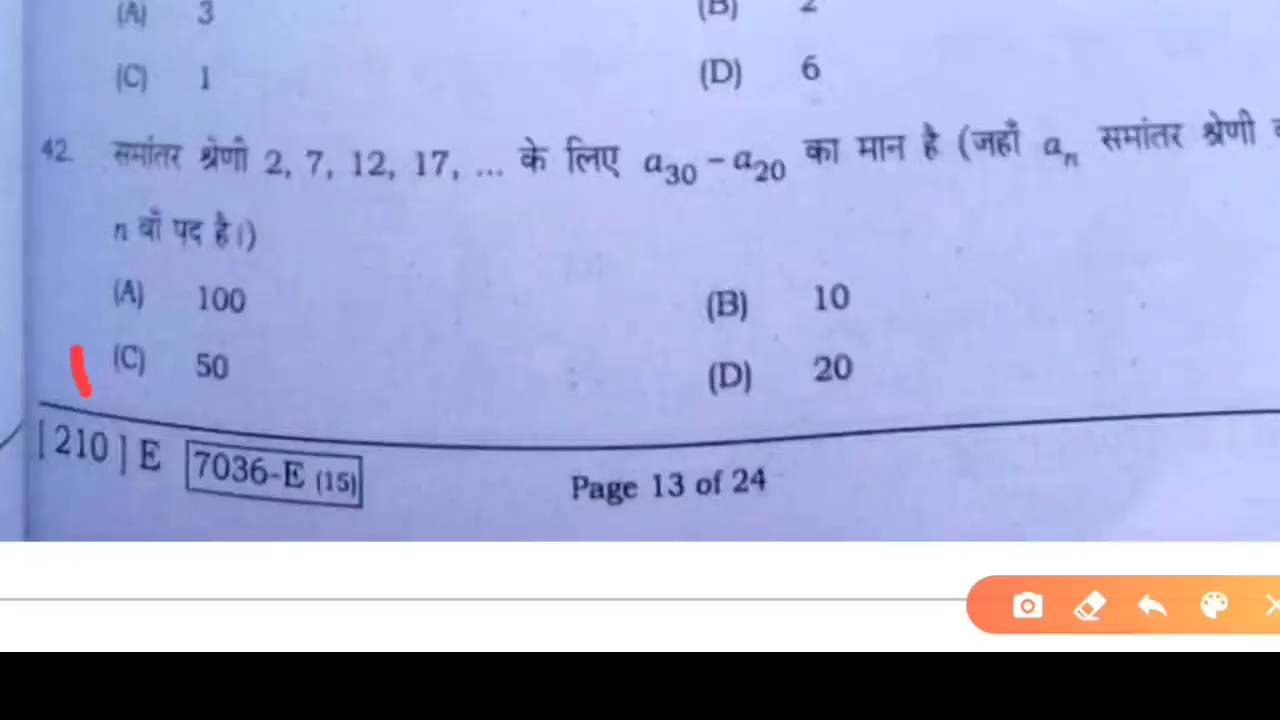 (A) 3 (B) 2
(C) 1 (D) 6
42. समांतर श्रेणी 2, 7, 12, 17, ... के लिए a₃₀ – a₂₀ का मान है (जहाँ aₙ समांतर श्रेणी
n वाँ पद है।)
(A) 100 (B) 10
(C) 50 (D) 20
[ 210 ] E 7036-E (15) Page 13 of 24